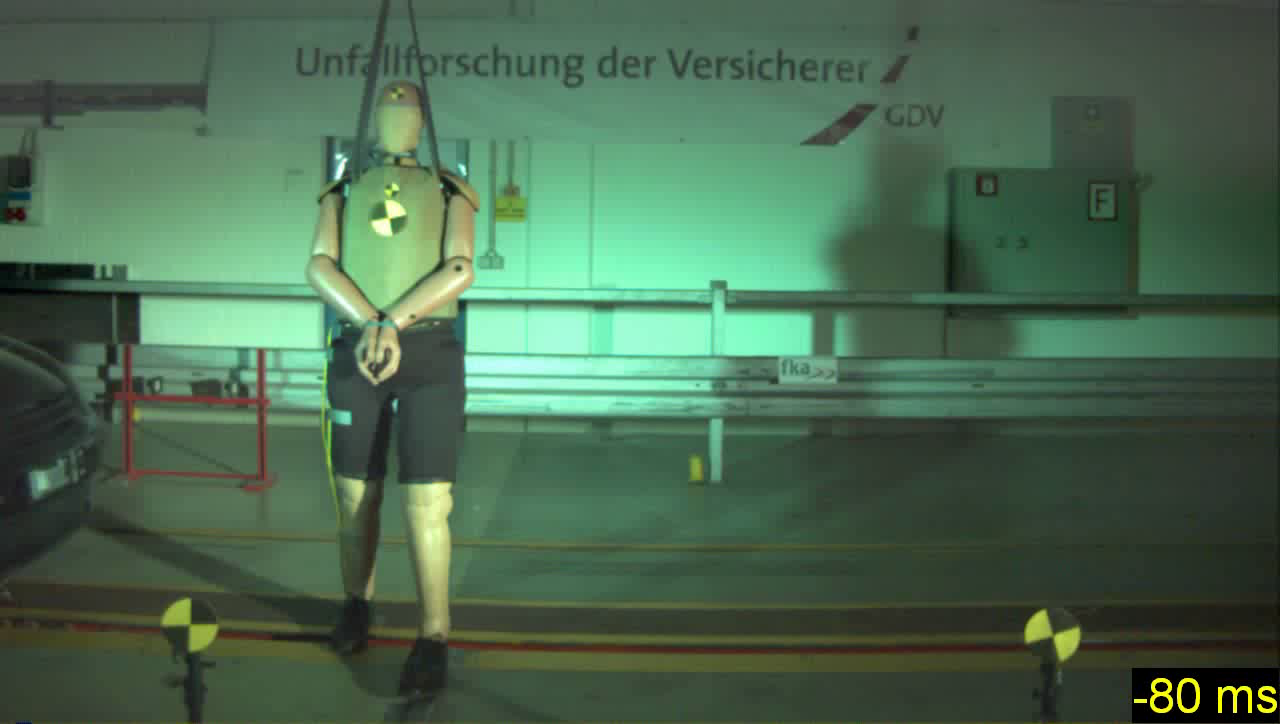 Unfallforschung der Versicherer
GDV
F
fka>>
-80 ms